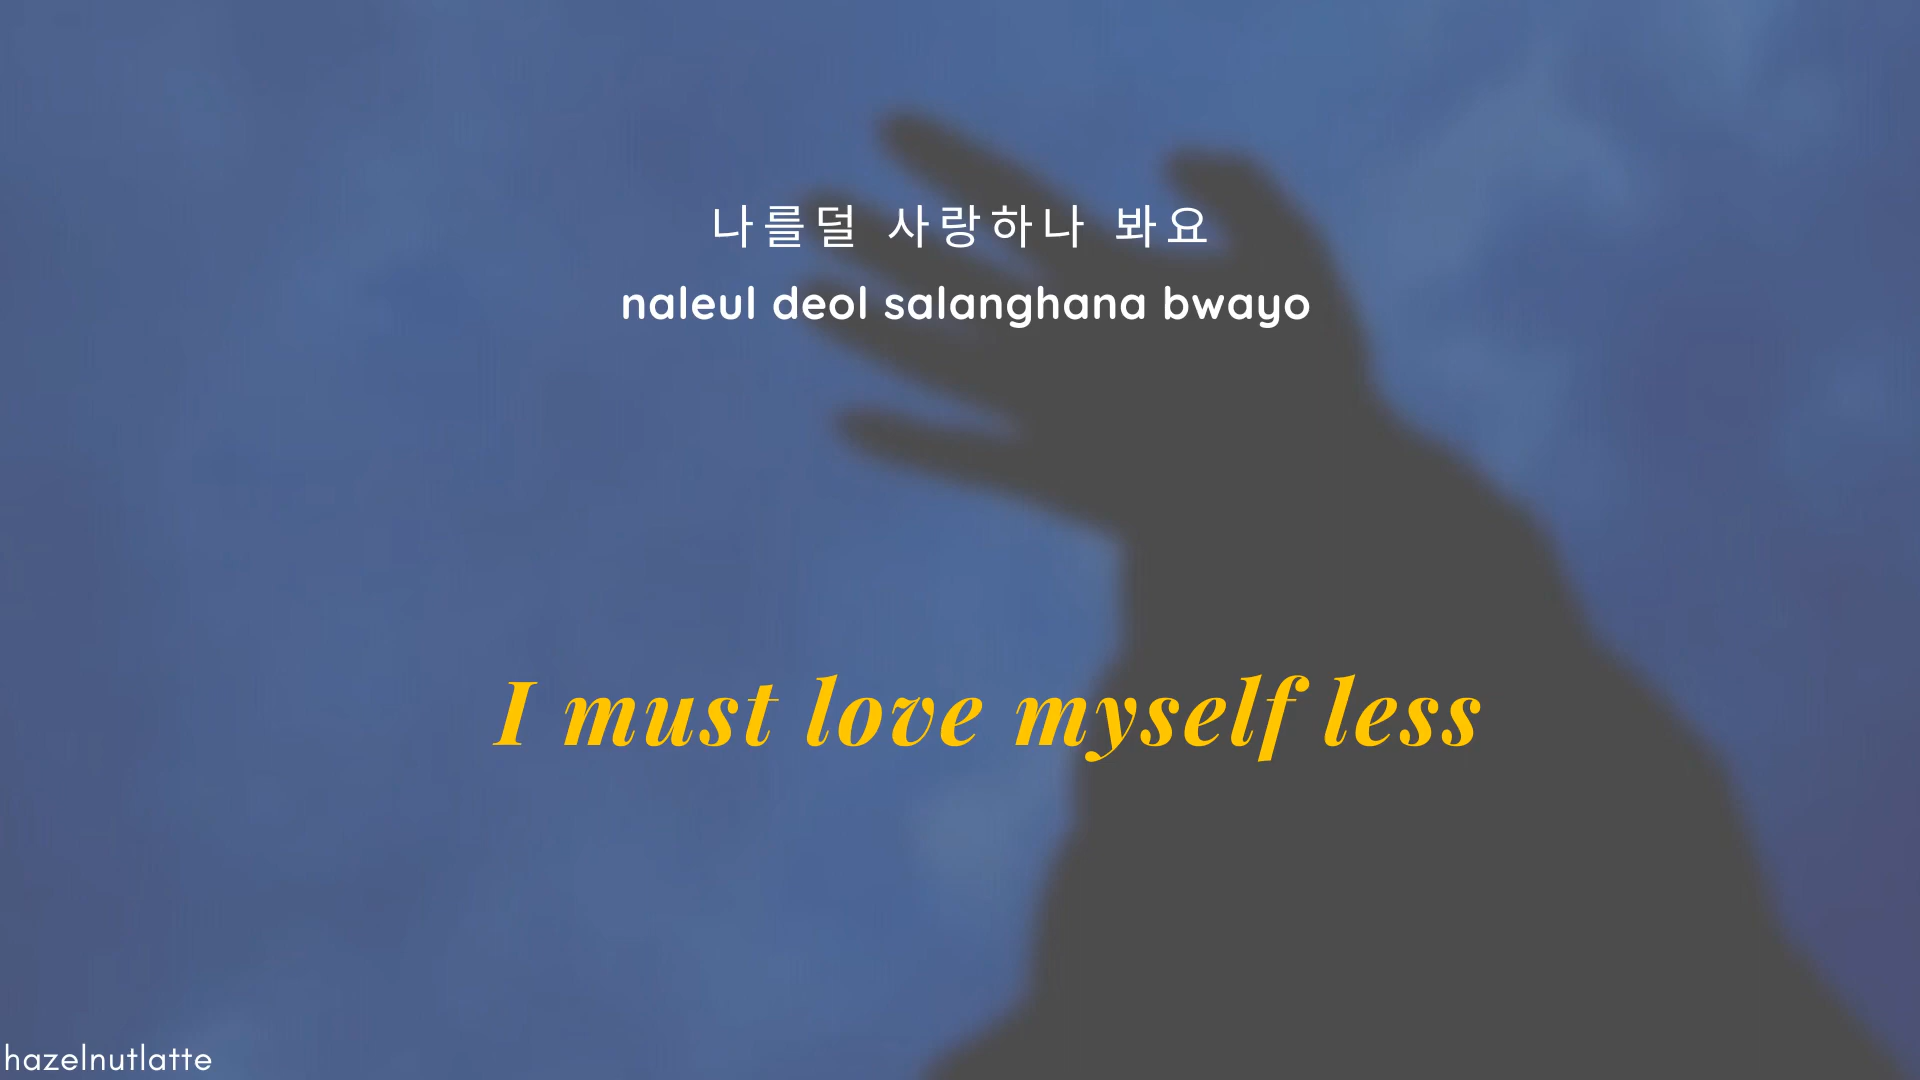 나를덜 사랑하나 봐요
naleul deol salanghana bwayo
I must love myself less
hazelnutlatte